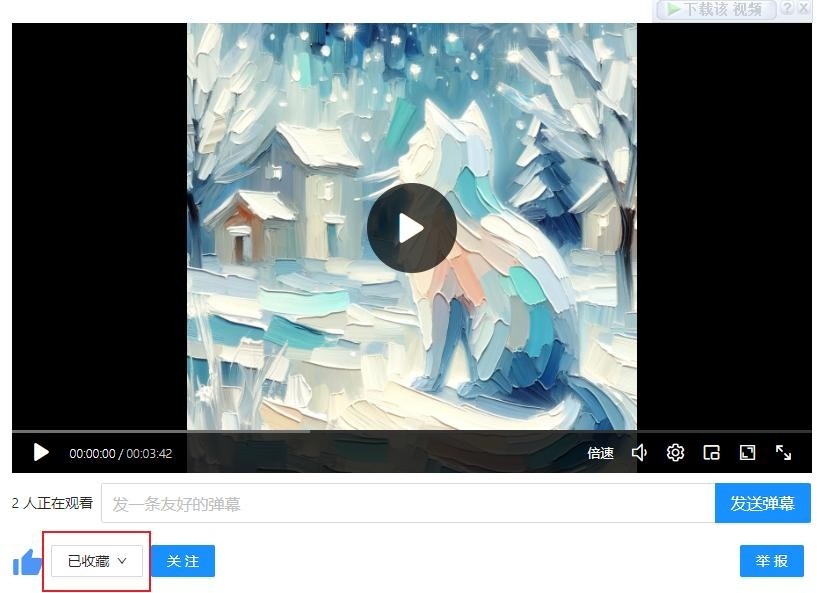 下载该 视频 ? X
00:00:00 / 00:03:42
倍速
2 人正在观看
发一条友好的弹幕
发送弹幕
已收藏
关 注
举 报